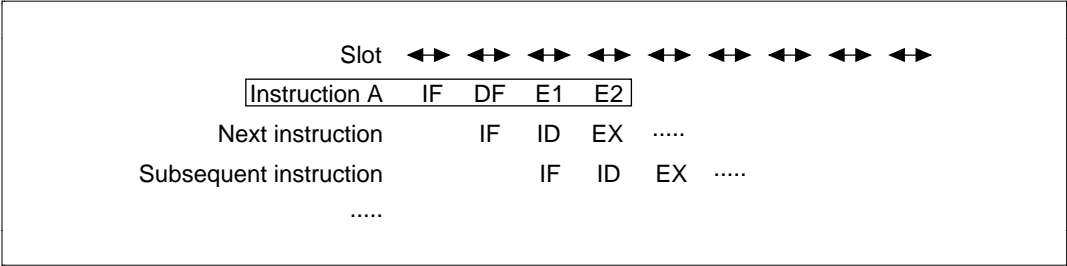 Slot
Instruction A IF DF E1 E2
Next instruction IF ID EX .....
Subsequent instruction IF ID EX .....
.....